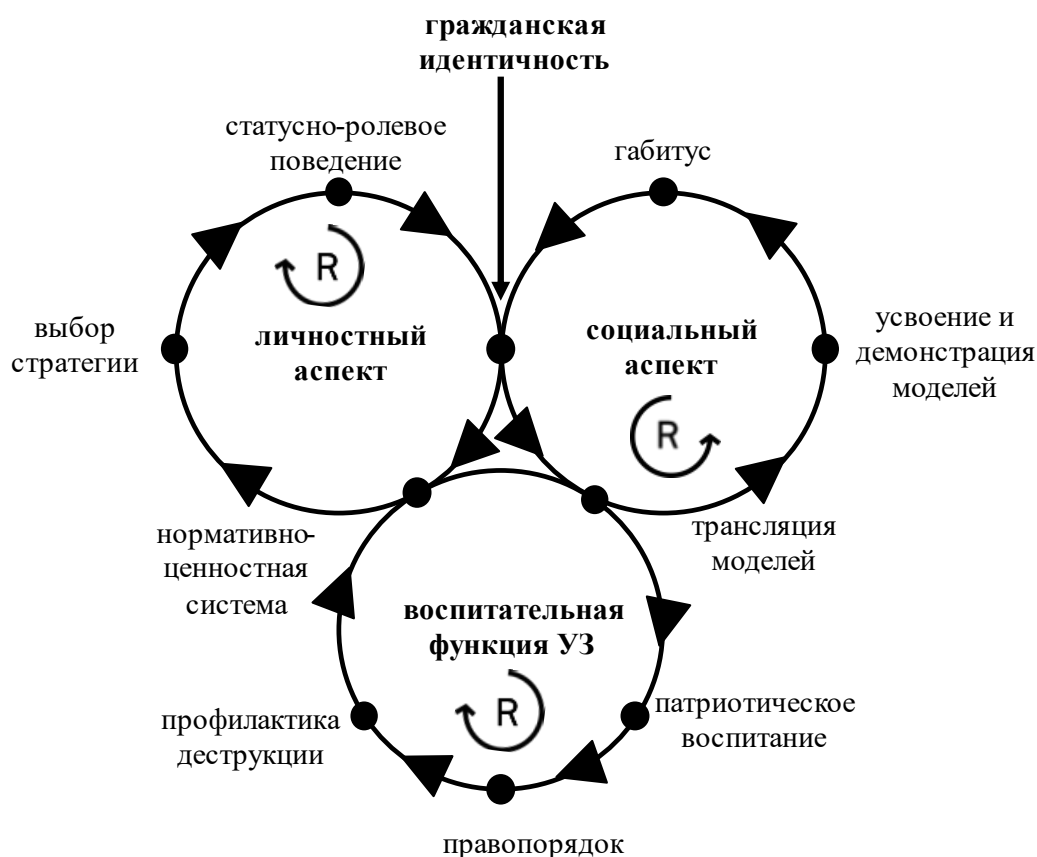 гражданская
идентичность
статусно-ролевое
поведение
габитус
R
выбор
стратегии
личностный
аспект
социальный
аспект
усвоение и
демонстрация
моделей
R
нормативно-
ценностная
система
трансляция
моделей
воспитательная
функция УЗ
R
профилактика
деструкции
патриотическое
воспитание
правопорядок